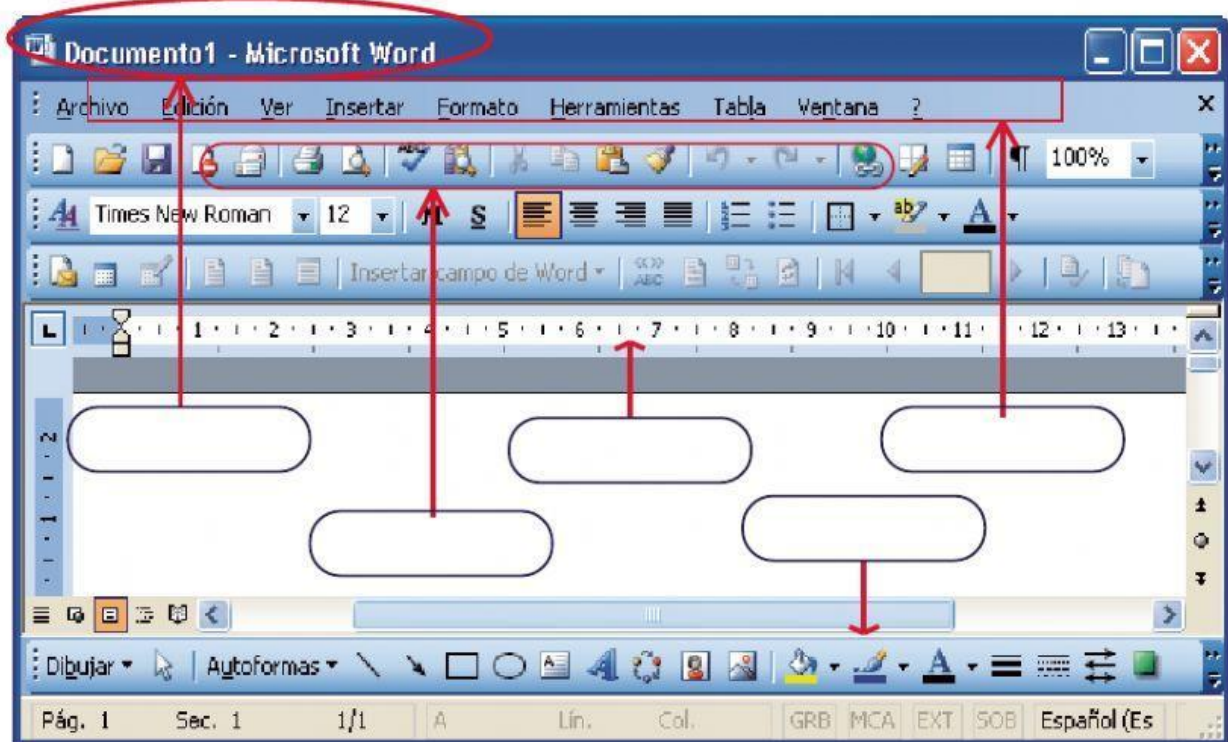 Documento1 - Microsoft Word
Archivo Edición Ver Insertar Formato Herramientas Tabla Ventana ?
100%
Times New Roman 12 S A
Insertar campo de Word
L 1 2 3 4 5 6 7 8 9 10 11 12 13
2
1
Dibujar Autoformas A
Pág. 1 Sec. 1 1/1 A Lín. Col. GRB MCA EXT SOB Español (Es